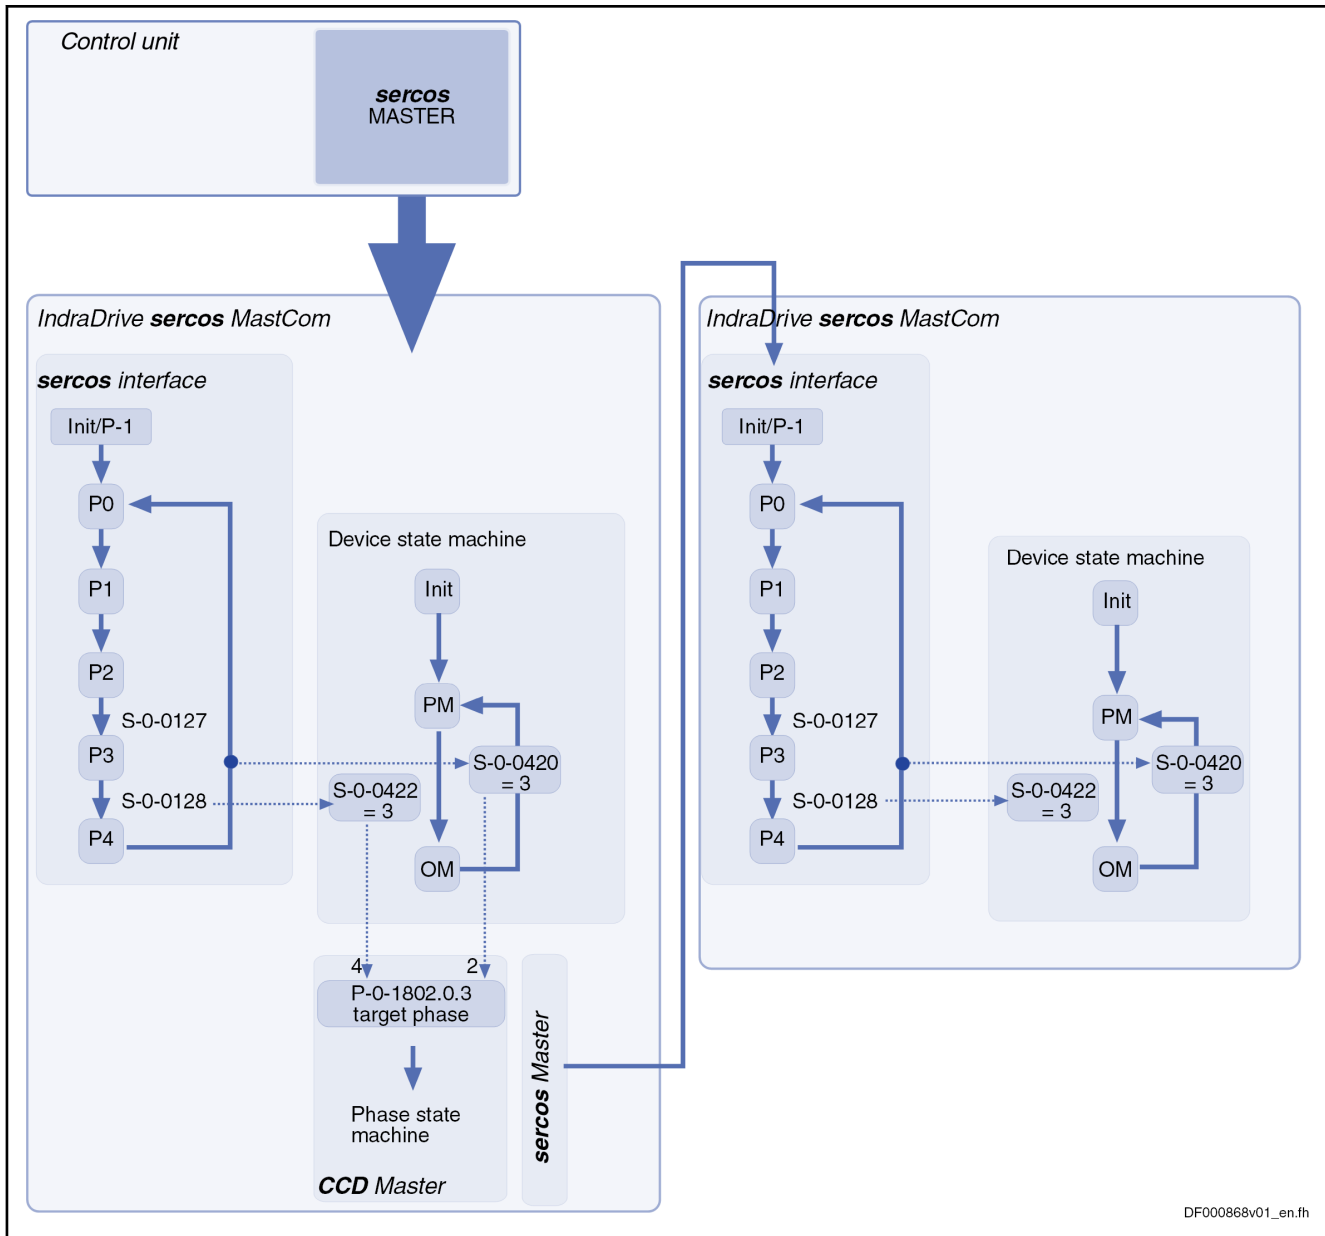 Control unit
sercos
MASTER
IndraDrive sercos MastCom
sercos interface
Init/P-1
P0
P1
P2
S-0-0127
P3
S-0-0128
P4
Device state machine
Init
PM
S-0-0420
= 3
S-0-0422
= 3
OM
4
2
P-0-1802.0.3
target phase
Phase state
machine
CCD Master
sercos Master
IndraDrive sercos MastCom
sercos interface
Init/P-1
P0
P1
P2
S-0-0127
P3
S-0-0128
P4
Device state machine
Init
PM
S-0-0420
= 3
S-0-0422
= 3
OM
DF000868v01_en.fh